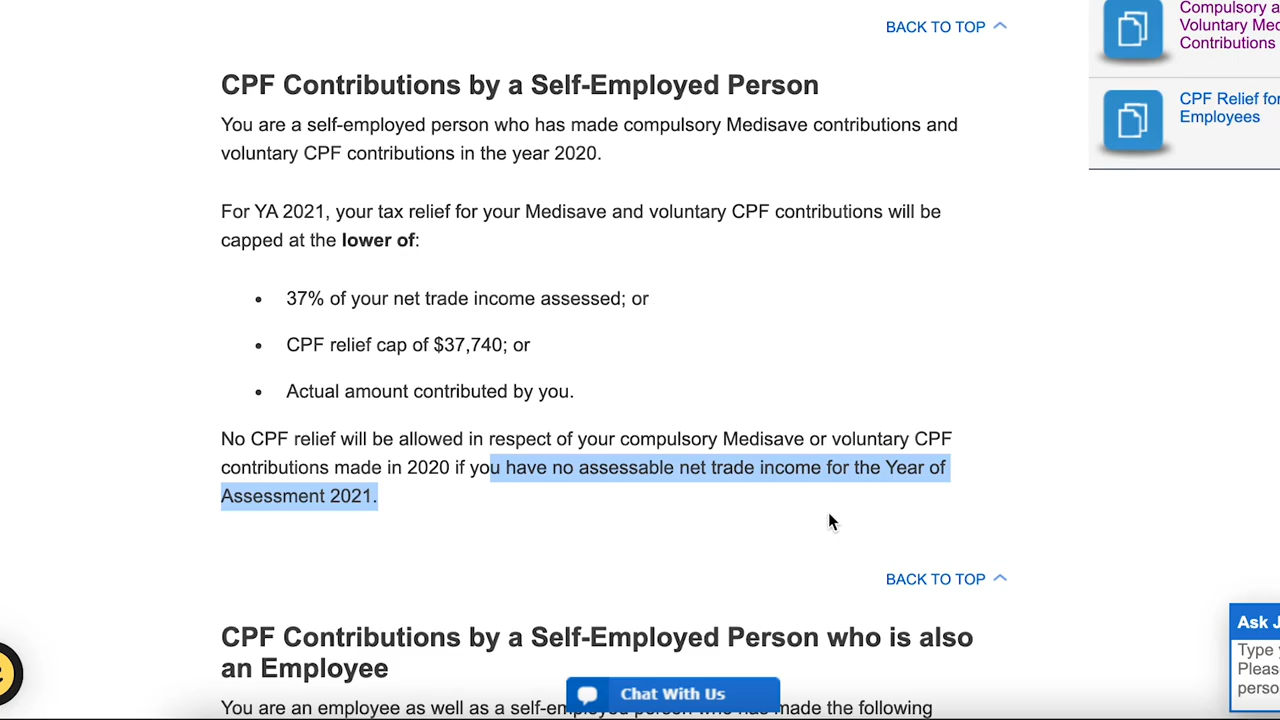 BACK TO TOP
Compulsory a
Voluntary Med
Contributions
CPF Contributions by a Self-Employed Person
CPF Relief for
Employees
You are a self-employed person who has made compulsory Medisave contributions and
voluntary CPF contributions in the year 2020.
For YA 2021, your tax relief for your Medisave and voluntary CPF contributions will be
capped at the lower of:
• 37% of your net trade income assessed; or
• CPF relief cap of $37,740; or
• Actual amount contributed by you.
No CPF relief will be allowed in respect of your compulsory Medisave or voluntary CPF
contributions made in 2020 if you have no assessable net trade income for the Year of
Assessment 2021.
BACK TO TOP
CPF Contributions by a Self-Employed Person who is also
an Employee
Ask J
Type y
Please
perso
Chat With Us
You are an employee as well as a self-employed person who has made the following